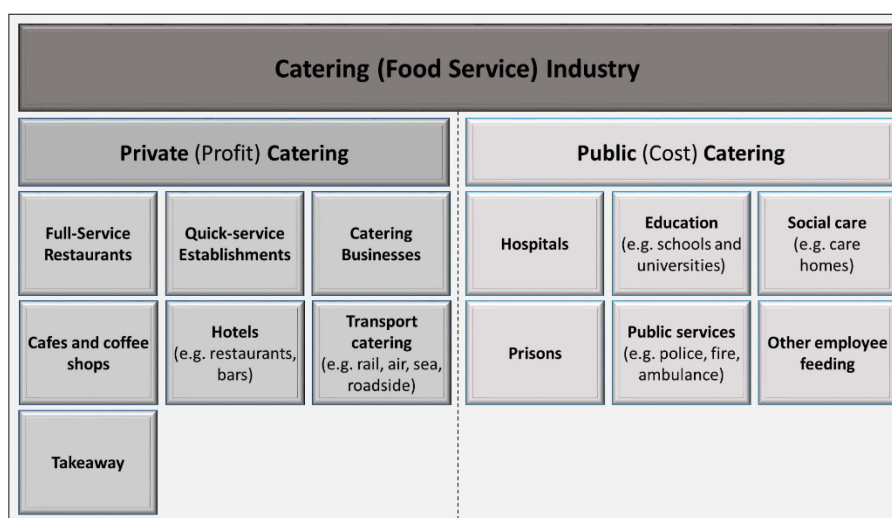 Catering (Food Service) Industry
Private (Profit) Catering
Public (Cost) Catering
Full-Service
Restaurants
Quick-service
Establishments
Catering
Businesses
Hospitals
Education
(e.g. schools and
universities)
Social care
(e.g. care
homes)
Cafes and coffee
shops
Hotels
(e.g. restaurants,
bars)
Transport
catering
(e.g. rail, air, sea,
roadside)
Prisons
Public services
(e.g. police, fire,
ambulance)
Other employee
feeding
Takeaway